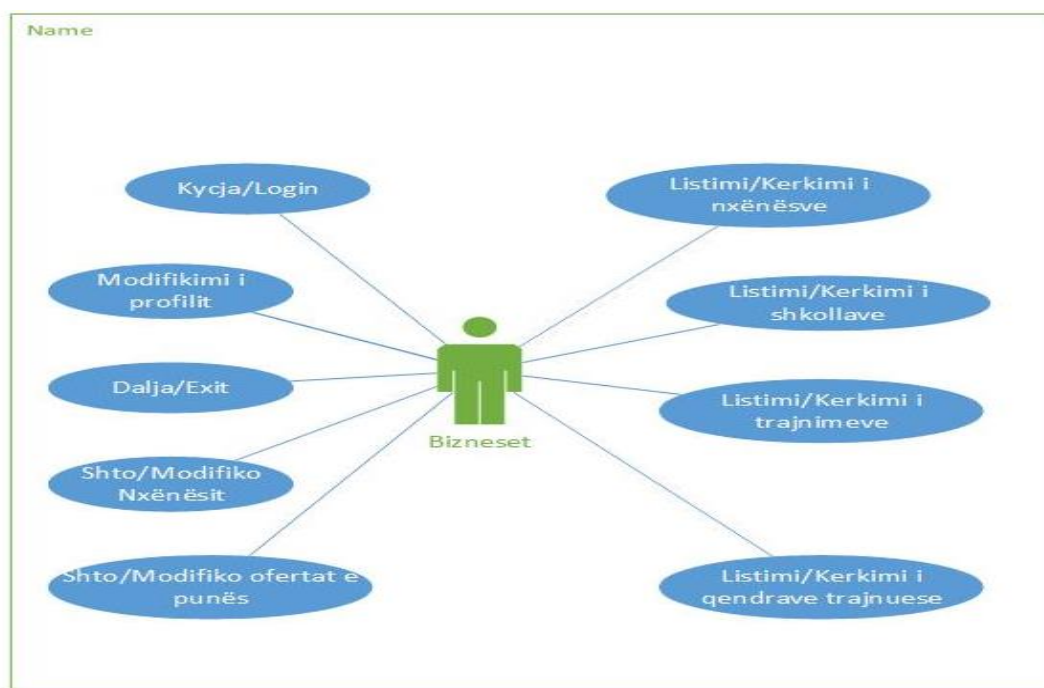 Name
Kycja/Login
Modifikimi i
profilit
Dalja/Exit
Shto/Modifiko
Nxënësit
Shto/Modifiko ofertat e
punës
Bizneset
Listimi/Kerkimi i
nxënësve
Listimi/Kerkimi i
shkollave
Listimi/Kerkimi i
trajnimeve
Listimi/Kerkimi i
qendrave trajnuese